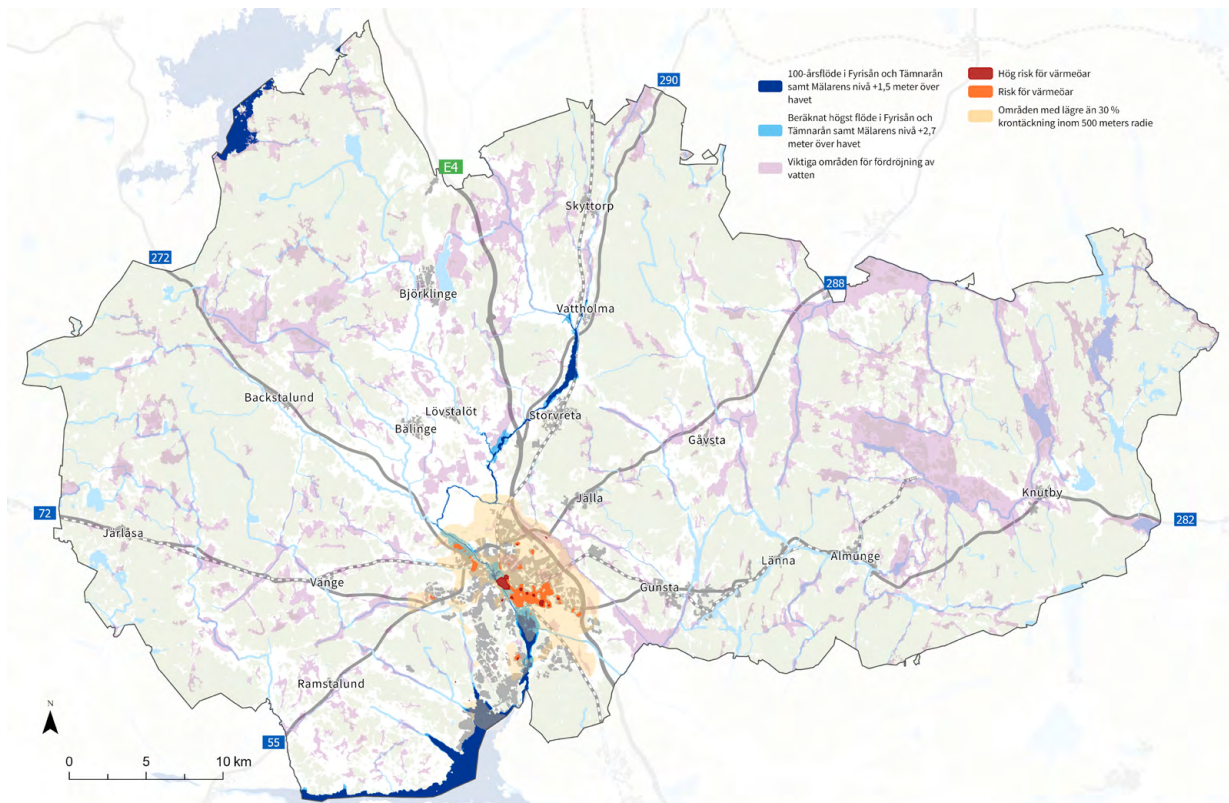 100-årsflöde i Fyrisån och Tämnarån
samt Mälarens nivå +1,5 meter över
havet
Beräknat högst flöde i Fyrisån och
Tämnarån samt Mälarens nivå +2,7
meter över havet
Viktiga områden för fördröjning av
vatten
Hög risk för värmeöar
Risk för värmeöar
Områden med lägre än 30 %
krontäckning inom 500 meters radie
290
E4
Skyttorp
272
288
Björklinge
Vattholma
Backstalund
Lövstalöt
Storvreta
Bälinge
Gåvsta
Jälla
Knutby
72
282
Järlåsa
Länna
Almunge
Vänge
Gunsta
Ramstalund
N
55
0 5 10 km